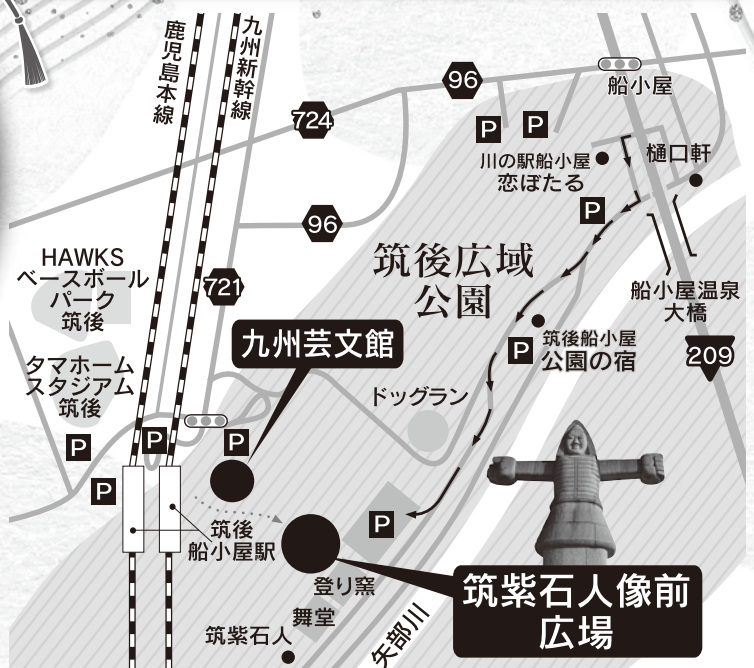 鹿児島本線
九州新幹線
96
船小屋
724
P
P
川の駅船小屋
恋ぼたる
樋口軒
P
96
筑後広域
公園
HAWKS
ベースボール
パーク
筑後
721
船小屋温泉
大橋
九州芸文館
筑後船小屋
公園の宿
P
209
タマホーム
スタジアム
筑後
ドッグラン
P
P
P
P
P
筑後
船小屋駅
登り窯
筑紫石人像前
広場
舞堂
筑紫石人
矢部川